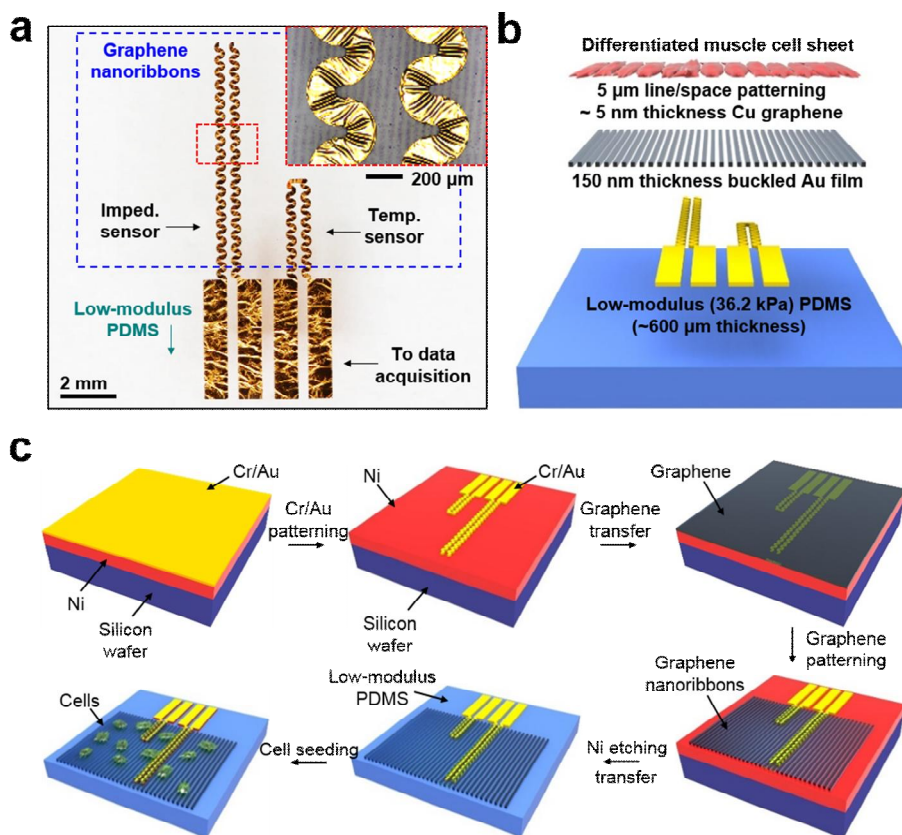 a
Graphene
nanoribbons
200 µm
Imped.
sensor
Temp.
sensor
Low-modulus
PDMS
To data
acquisition
2 mm
b
Differentiated muscle cell sheet
5 µm line/space patterning
~ 5 nm thickness Cu graphene
150 nm thickness buckled Au film
Low-modulus (36.2 kPa) PDMS
(~600 µm thickness)
c
Cr/Au
Ni
Silicon
wafer
Cr/Au
patterning
Ni
Cr/Au
Silicon
wafer
Graphene
transfer
Graphene
Graphene
patterning
Graphene
nanoribbons
Ni etching
transfer
Low-modulus
PDMS
Cell seeding
Cells